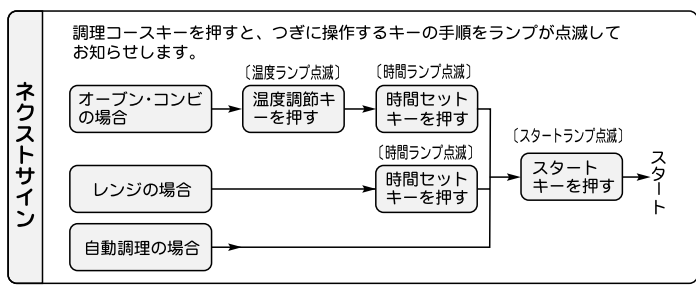 ネクストサイン
調理コースキーを押すと、つぎに操作するキーの手順をランプが点滅して
お知らせします。
〔温度ランプ点滅〕
〔時間ランプ点滅〕
オーブン・コンビ
の場合
温度調節キ
ーを押す
時間セット
キーを押す
〔時間ランプ点滅〕
レンジの場合
時間セット
キーを押す
自動調理の場合
〔スタートランプ点滅〕
スタート
キーを押す
スタート